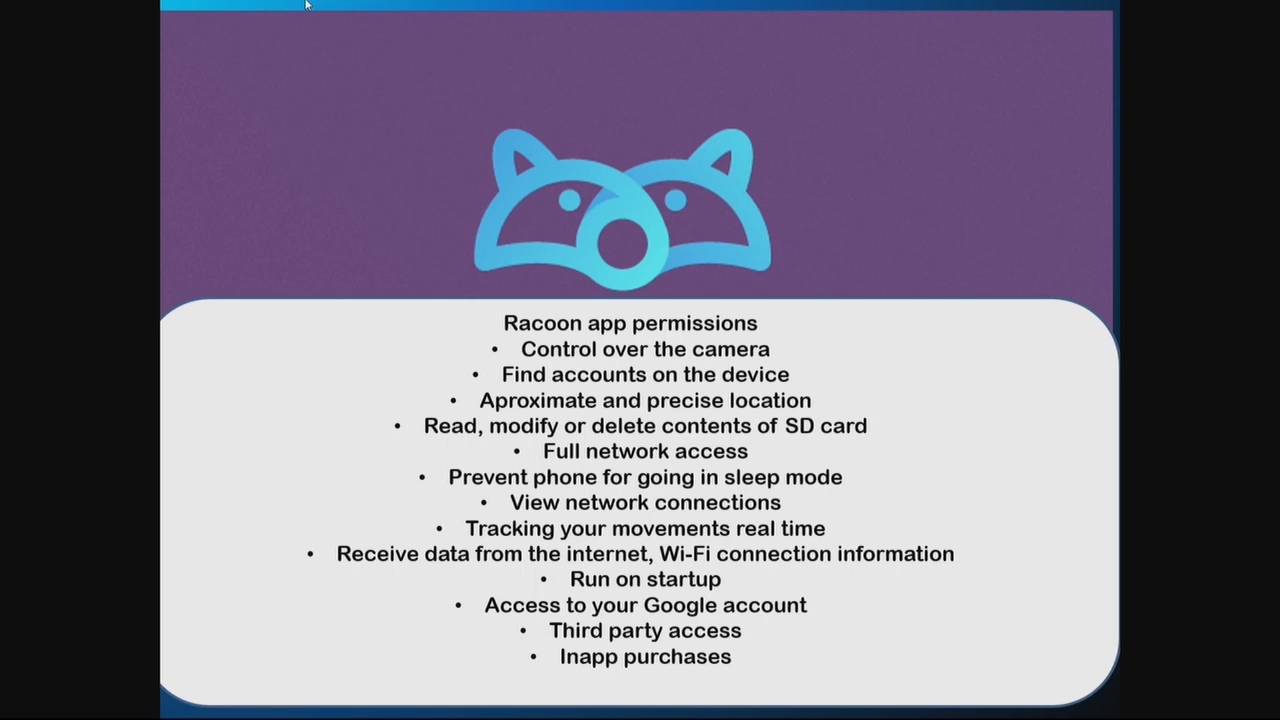 Racoon app permissions
• Control over the camera
• Find accounts on the device
• Aproximate and precise location
• Read, modify or delete contents of SD card
• Full network access
• Prevent phone for going in sleep mode
• View network connections
• Tracking your movements real time
• Receive data from the internet, Wi-Fi connection information
• Run on startup
• Access to your Google account
• Third party access
• Inapp purchases